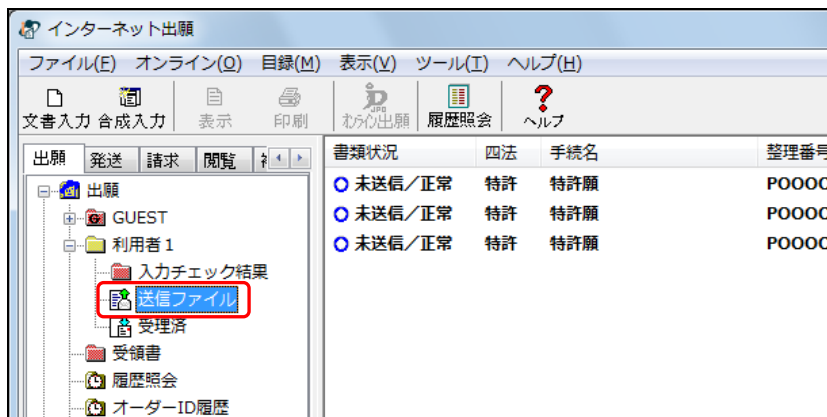 インターネット出願
ファイル(F) オンライン(O) 目録(M) 表示(V) ツール(T) ヘルプ(H)
文書入力 合成入力 表示 印刷 オンライン出願 履歴照会 ヘルプ
出願 発送 請求 閲覧
書類状況 四法 手続名 整理番号
出願
GUEST
利用者1
入力チェック結果
送信ファイル
受理済
受領書
履歴照会
オーダーID履歴
未送信/正常 特許 特許願 P0000
未送信/正常 特許 特許願 P0000
未送信/正常 特許 特許願 P0000